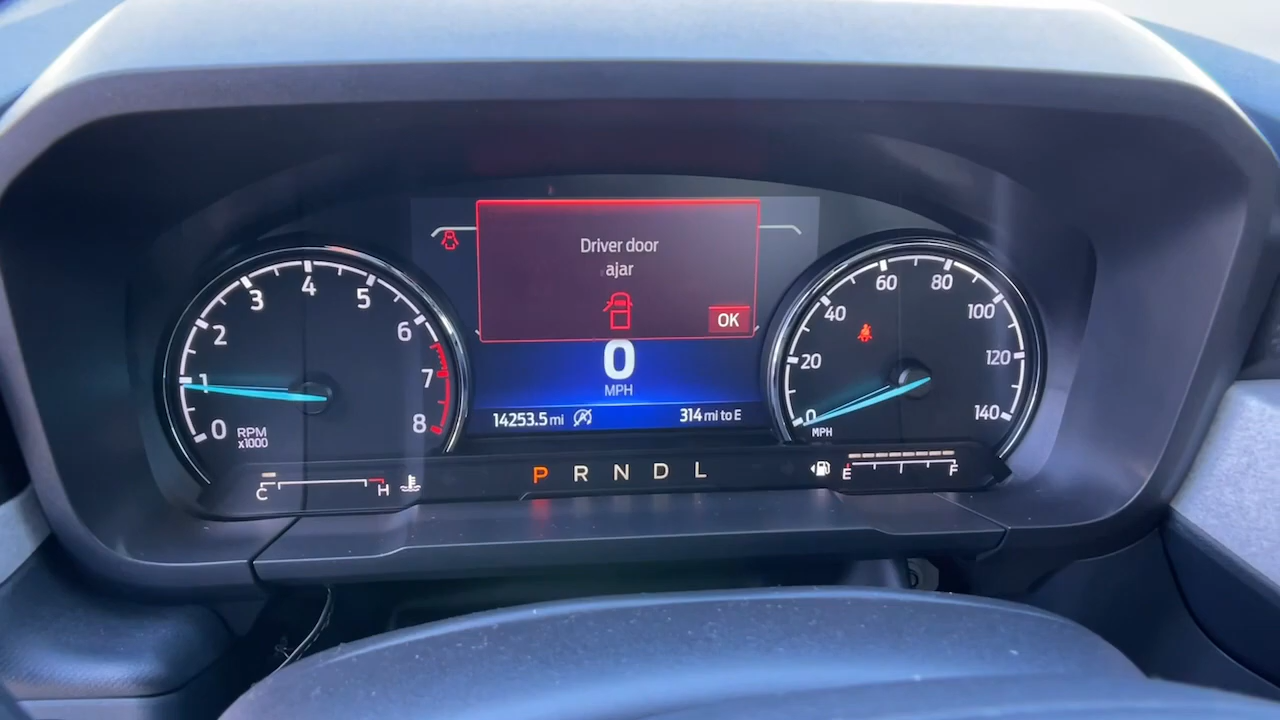 Driver door
ajar
OK
0
MPH
14253.5 mi
314 mi to E
0 1 2 3 4 5 6 7 8
RPM
x1000
0 20 40 60 80 100 120 140
MPH
P R N D L
C H
E F